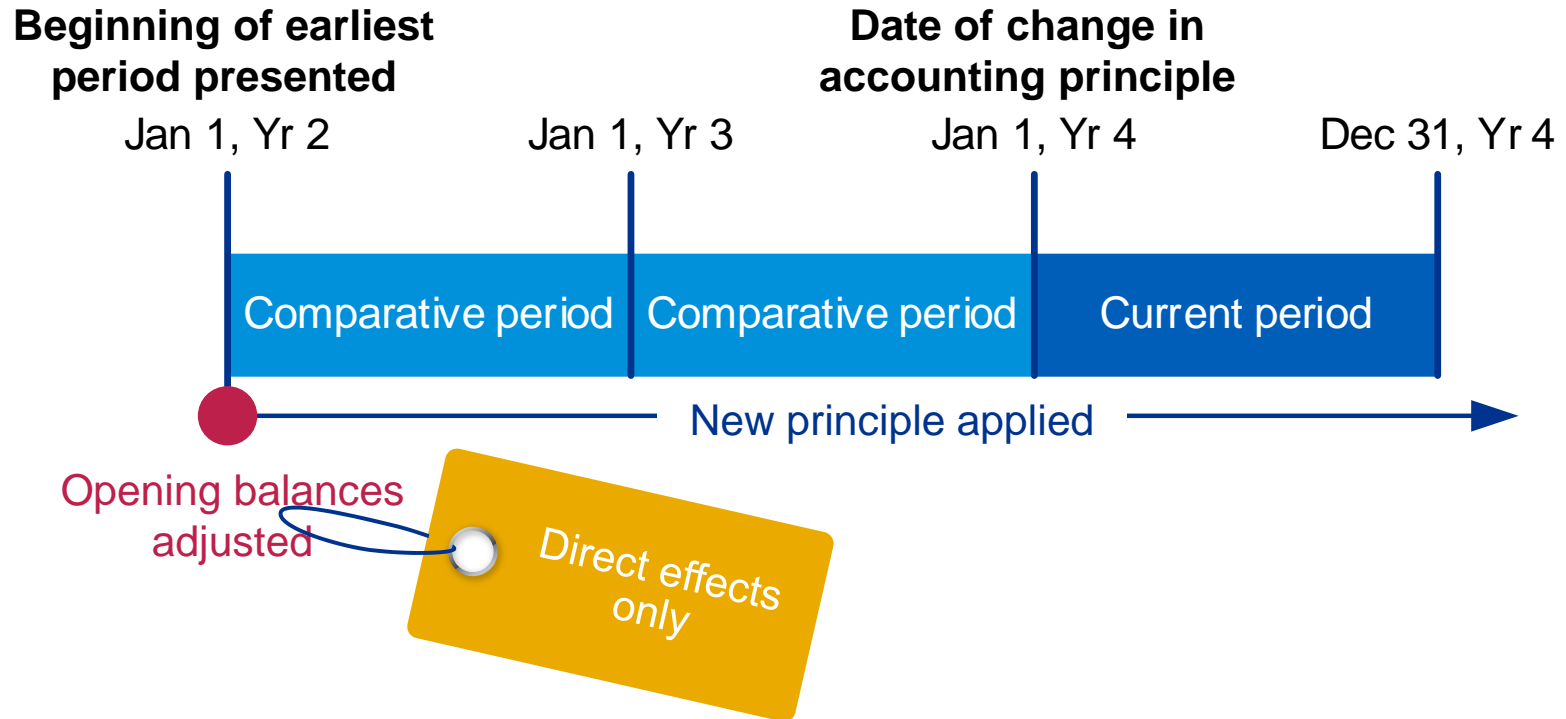 Beginning of earliest
period presented
Date of change in
accounting principle
Jan 1, Yr 2
Jan 1, Yr 3
Jan 1, Yr 4
Dec 31, Yr 4
Comparative period
Comparative period
Current period
New principle applied
Opening balances
adjusted
Direct effects
only